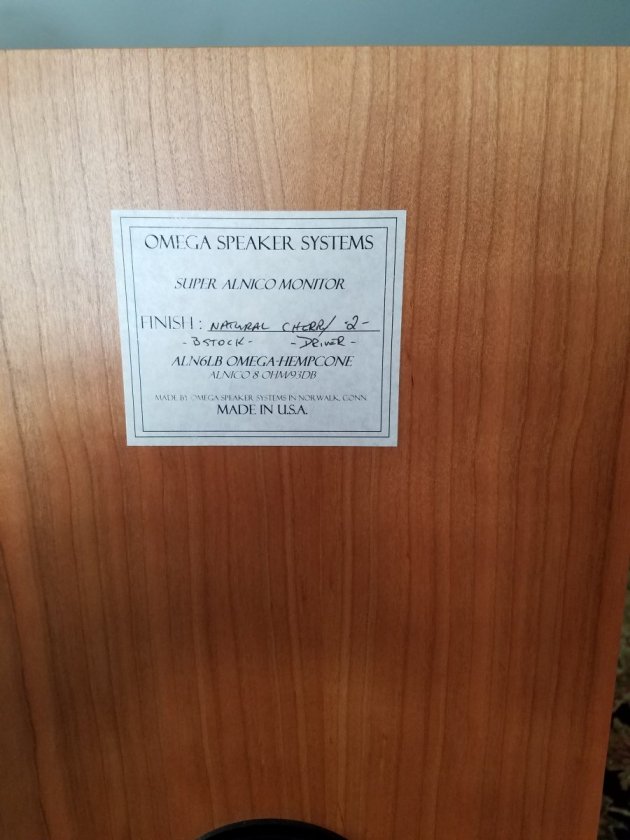 OMEGA SPEAKER SYSTEMS
SUPER ALNICO MONITOR
FINISH: NATURAL CHERRY -2-
-BSTOCK- -DRIVER-
ALN6LB OMEGA-HEMPCONE
ALNICO 8 OHM/93DB
MADE BY OMEGA SPEAKER SYSTEMS IN NORWALK, CONN
MADE IN U.S.A.